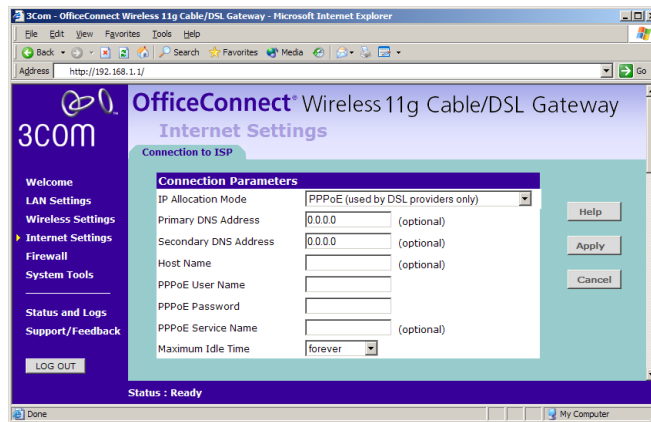 3Com - OfficeConnect Wireless 11g Cable/DSL Gateway - Microsoft Internet Explorer
File Edit View Favorites Tools Help
Back Search Favorites Media
Address http://192.168.1.1/ Go
3COM
OfficeConnect® Wireless 11g Cable/DSL Gateway
Internet Settings
Connection to ISP
Welcome
LAN Settings
Wireless Settings
Internet Settings
Firewall
System Tools
Status and Logs
Support/Feedback
LOG OUT
Connection Parameters
IP Allocation Mode PPPoE (used by DSL providers only)
Primary DNS Address 0.0.0.0 (optional)
Secondary DNS Address 0.0.0.0 (optional)
Host Name (optional)
PPPoE User Name
PPPoE Password
PPPoE Service Name (optional)
Maximum Idle Time forever
Help
Apply
Cancel
Status : Ready
Done My Computer